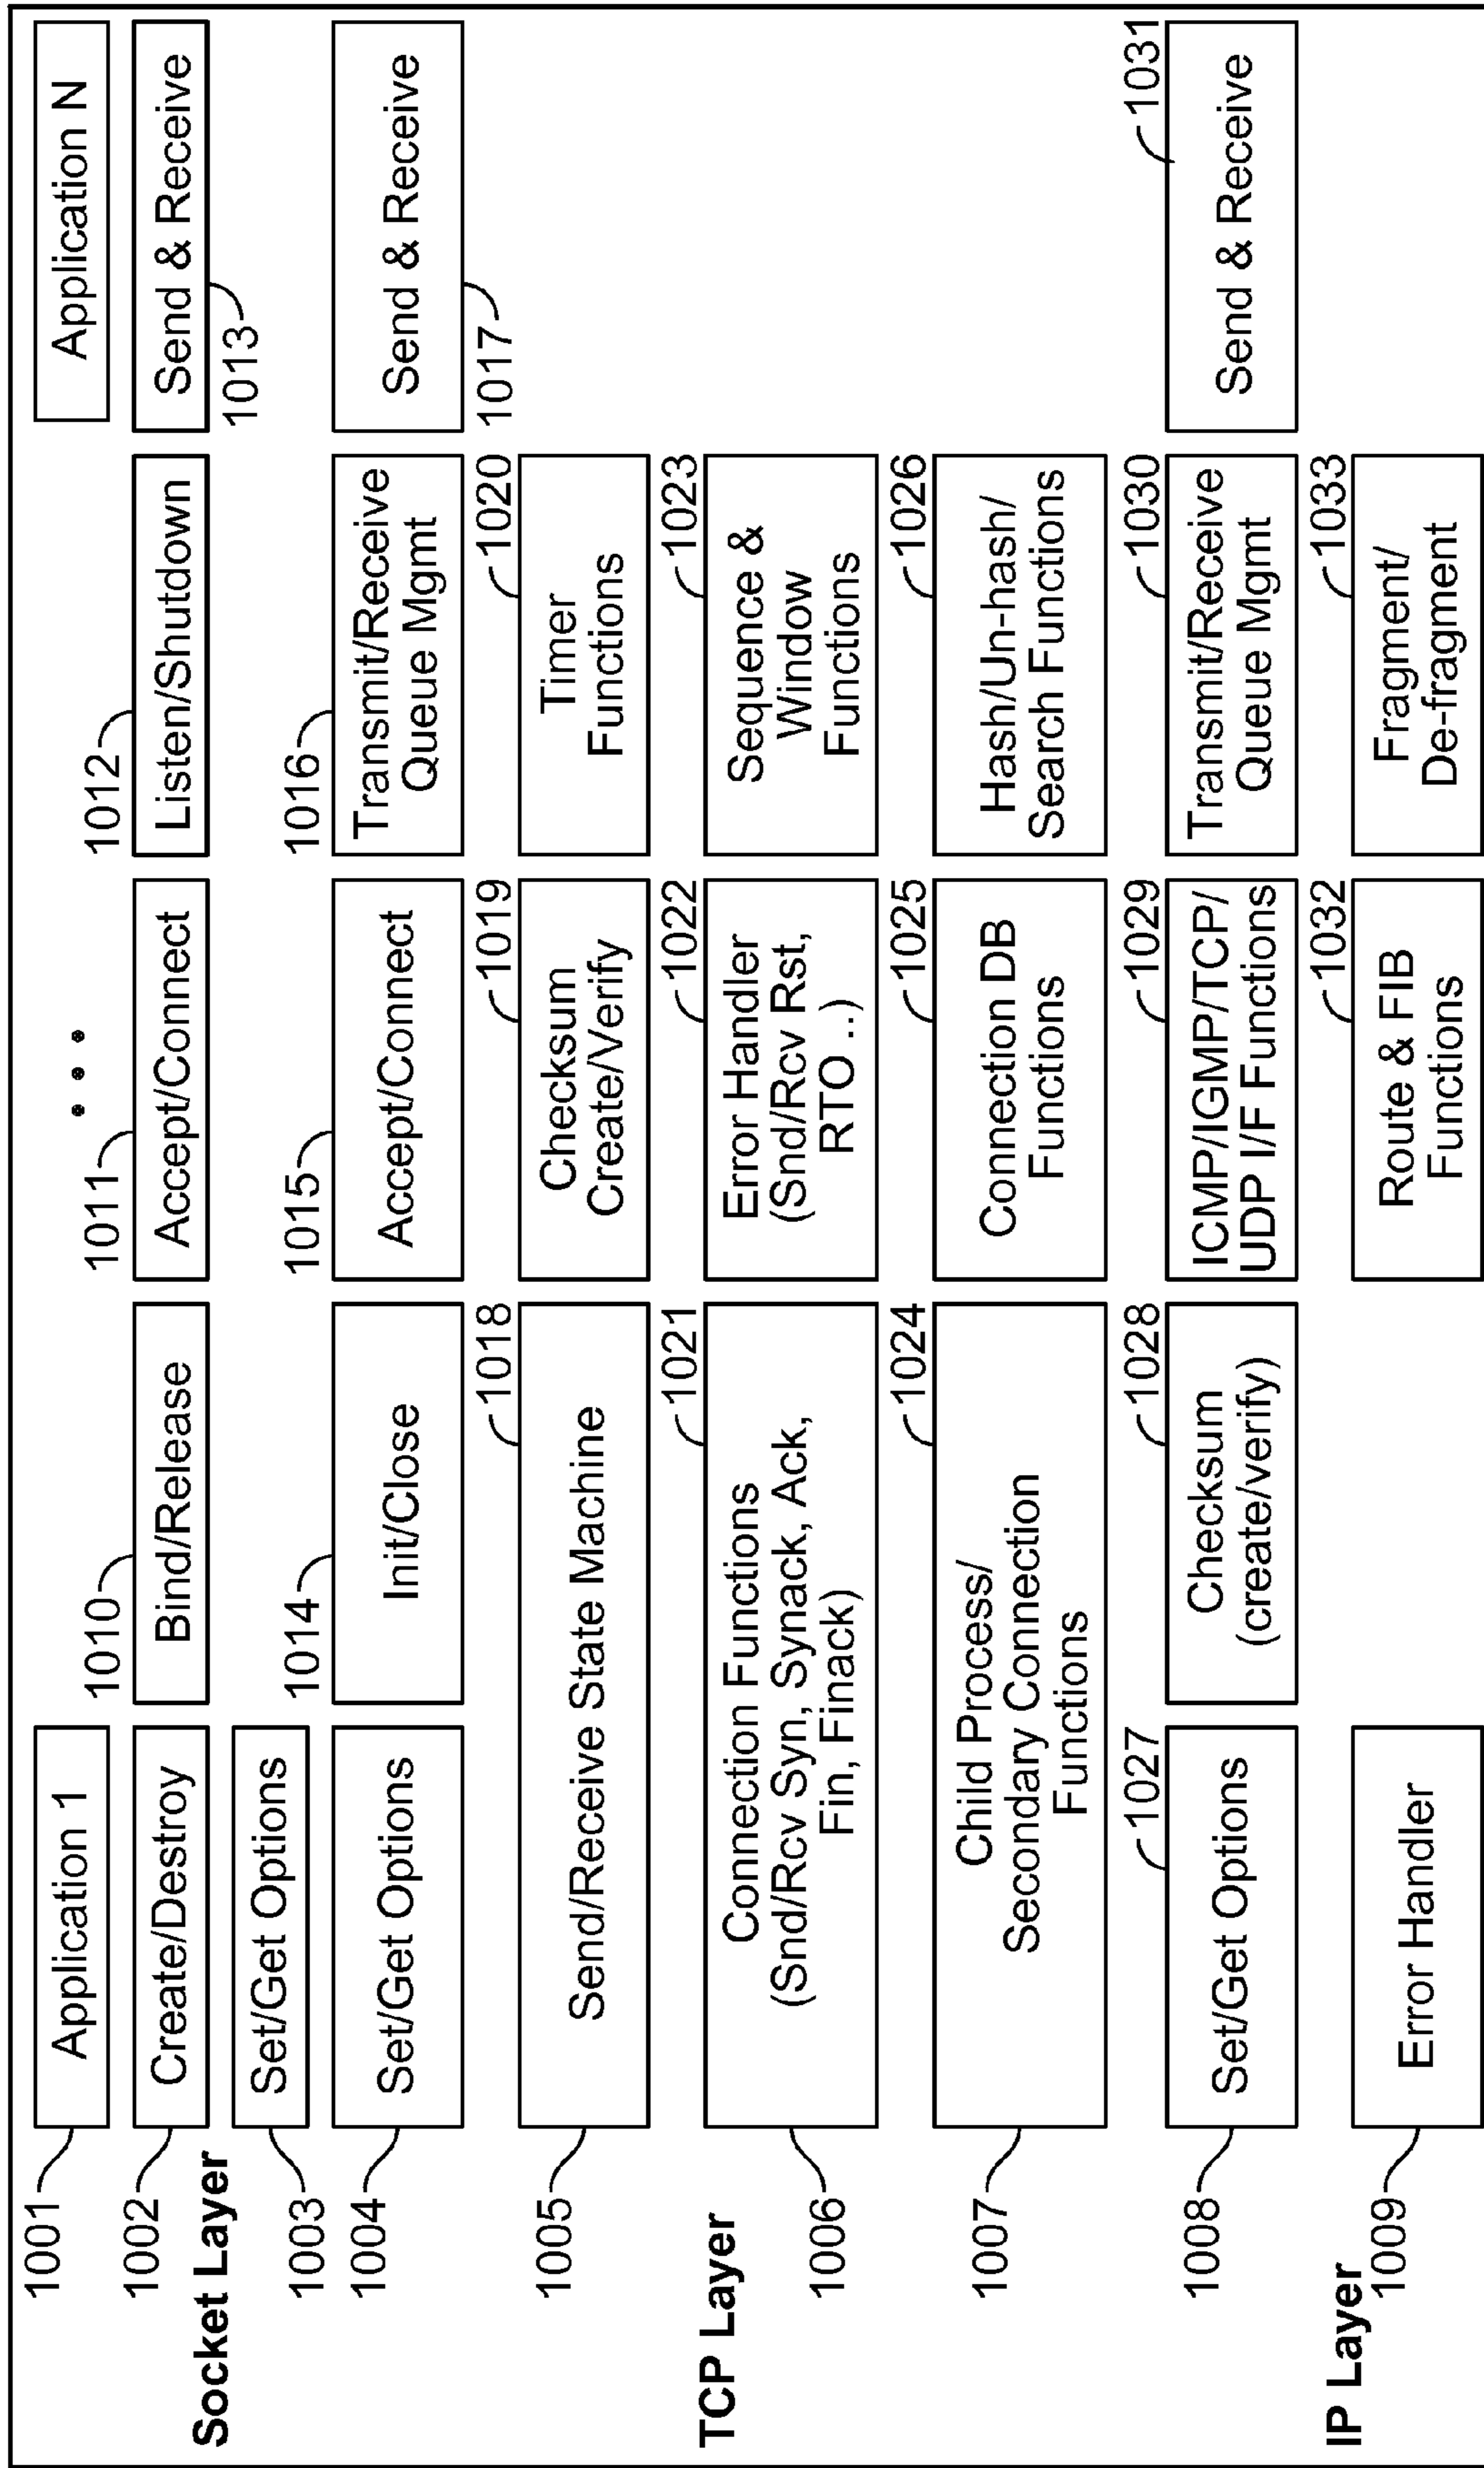 1001
Application 1
. . .
Application N
Socket Layer
1002
Create/Destroy
1010
Bind/Release
1011
Accept/Connect
1012
Listen/Shutdown
Send & Receive
1013
1003
Set/Get Options
1004
Set/Get Options
1014
Init/Close
1015
Accept/Connect
1016
Transmit/Receive
Queue Mgmt
Send & Receive
1017
TCP Layer
1005
Send/Receive State Machine
1018
Checksum
Create/Verify
1019
Timer
Functions
1020
1006
Connection Functions
(Snd/Rcv Syn, Synack, Ack,
Fin, Finack)
1021
Error Handler
(Snd/Rcv Rst,
RTO ..)
1022
Sequence &
Window
Functions
1023
1007
Child Process/
Secondary Connection
Functions
1024
Connection DB
Functions
1025
Hash/Un-hash/
Search Functions
1026
IP Layer
1008
Set/Get Options
1027
Checksum
(create/verify)
1028
ICMP/IGMP/TCP/
UDP I/F Functions
1029
Transmit/Receive
Queue Mgmt
1030
Send & Receive
1031
1009
Error Handler
Route & FIB
Functions
1032
Fragment/
De-fragment
1033